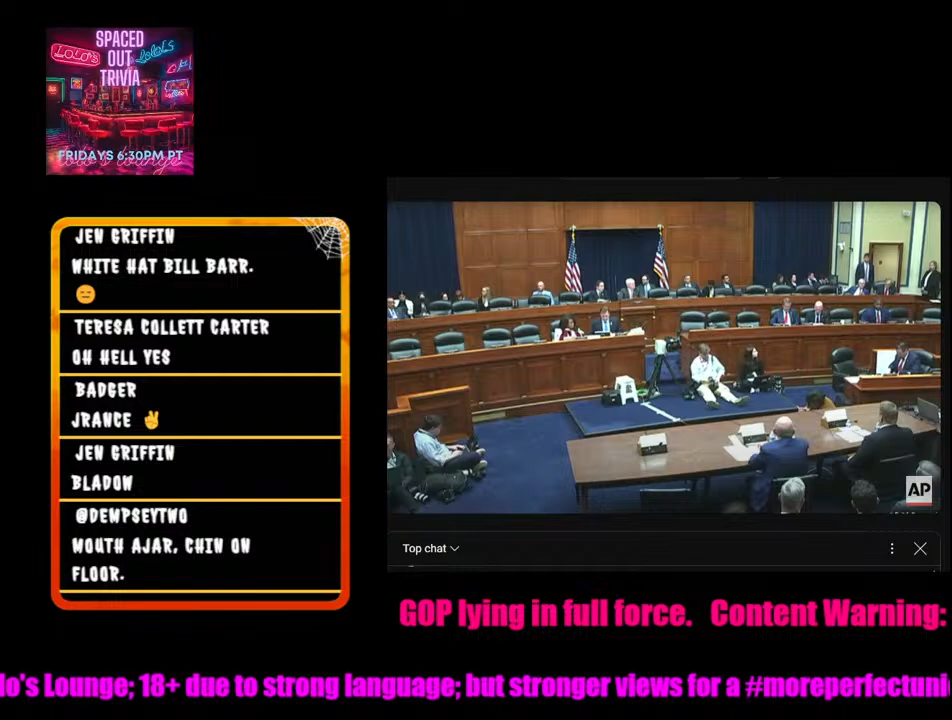 SPACED
OUT
TRIVIA
LOLO'S
FRIDAYS 6:30PM PT
lolo's lounge
JEN GRIFFIN
WHITE HAT BILL BARR.
😑
TERESA COLLETT CARTER
OH HELL YES
BADGER
JRANCE ✌
JEN GRIFFIN
BLADOW
@DEMPSEYTWO
MOUTH AJAR, CHIN ON
FLOOR.
AP
Top chat
GOP lying in full force. Content Warning:
lo's Lounge; 18+ due to strong language; but stronger views for a #moreperfectuni